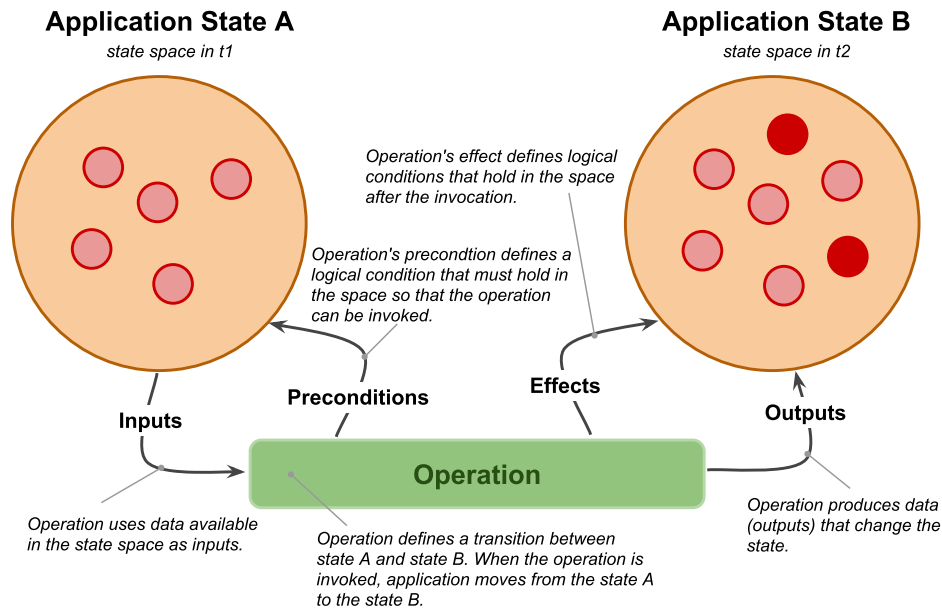 Application State A
state space in t1
Application State B
state space in t2
Operation's effect defines logical
conditions that hold in the space
after the invocation.
Operation's precondtion defines a
logical condition that must hold in
the space so that the operation
can be invoked.
Inputs
Preconditions
Effects
Outputs
Operation
Operation uses data available
in the state space as inputs.
Operation defines a transition between
state A and state B. When the operation is
invoked, application moves from the state A
to the state B.
Operation produces data
(outputs) that change the
state.